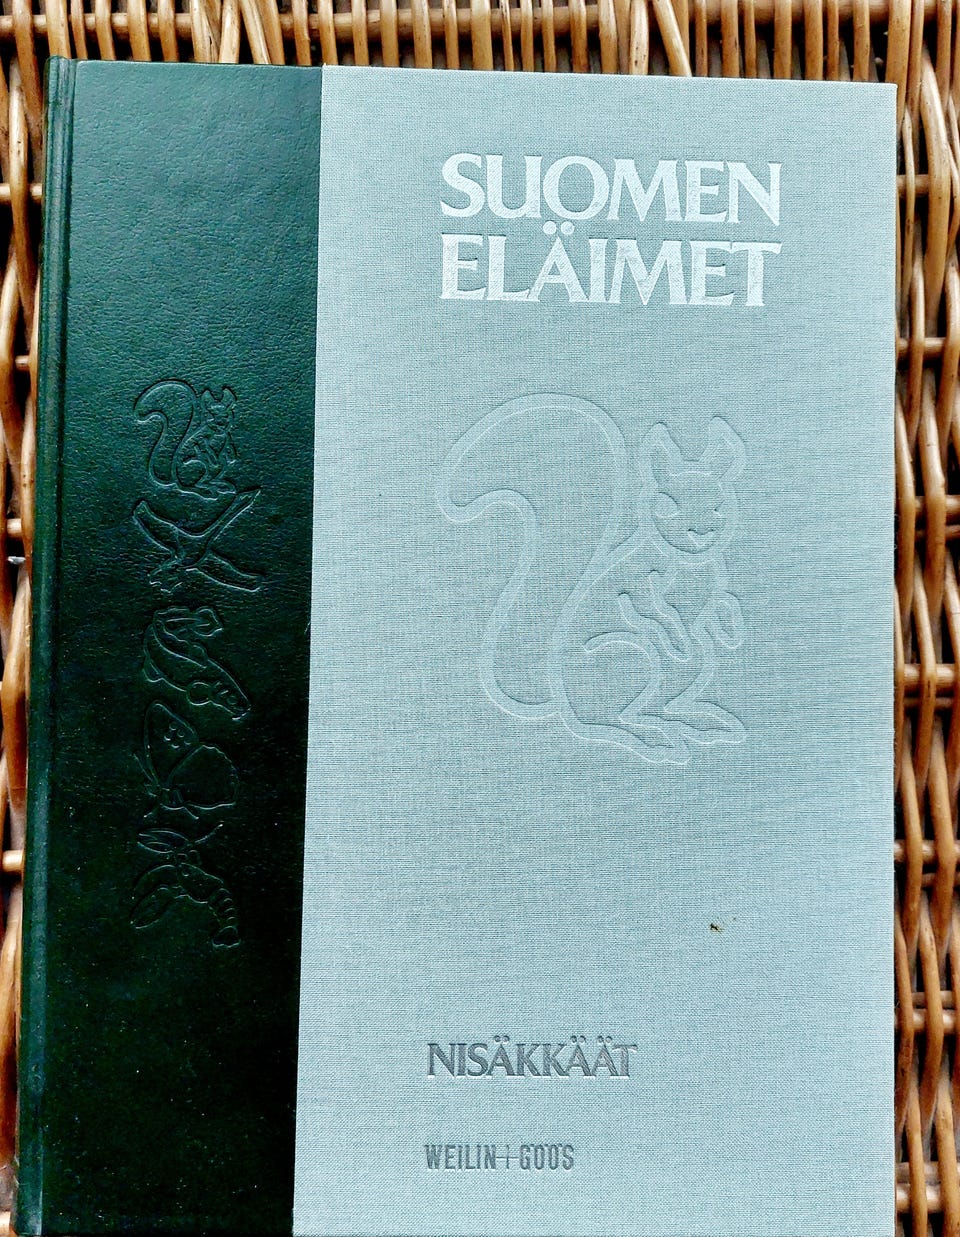 SUOMEN
ELÄIMET
NISÄKKÄÄT
WEILIN+GÖÖS